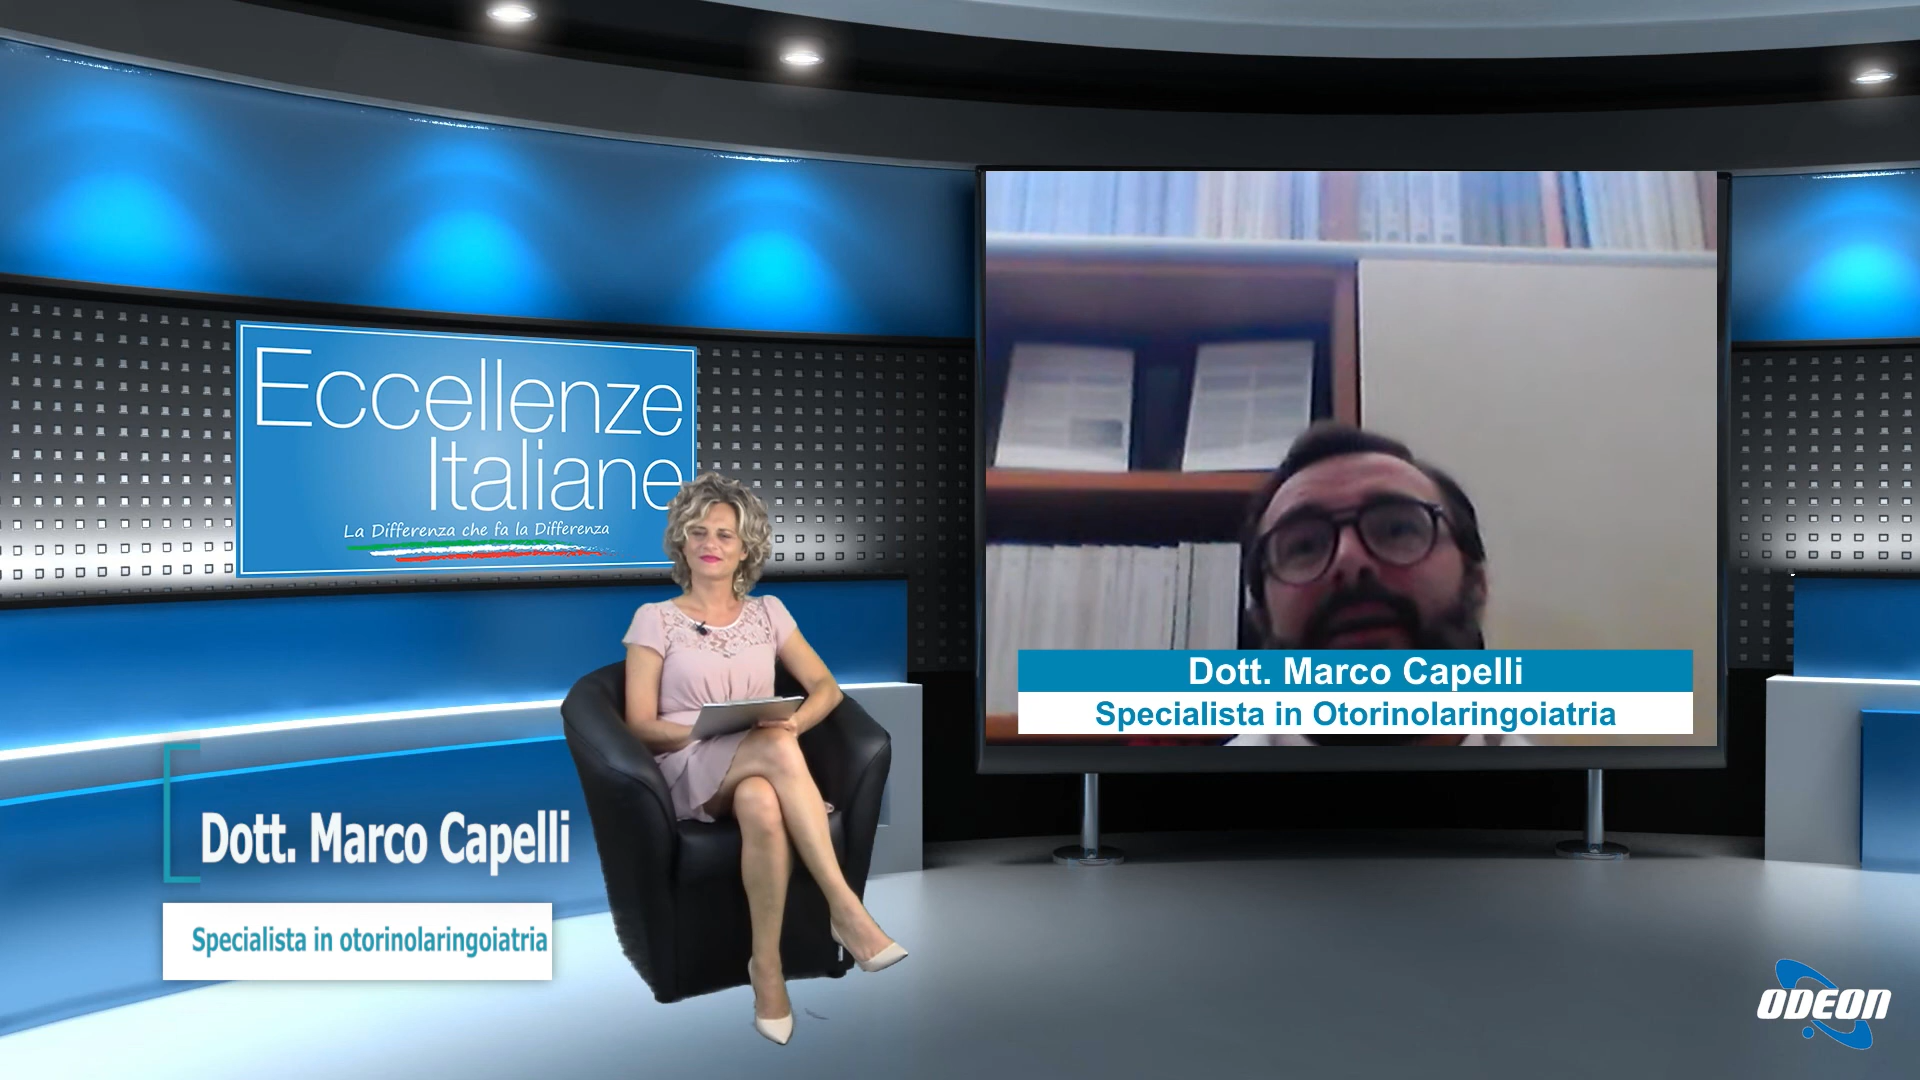 Eccellenze
Italiane
La Differenza che fa la Differenza
Dott. Marco Capelli
Specialista in Otorinolaringoiatria
Dott. Marco Capelli
Specialista in otorinolaringoiatria
ODEON